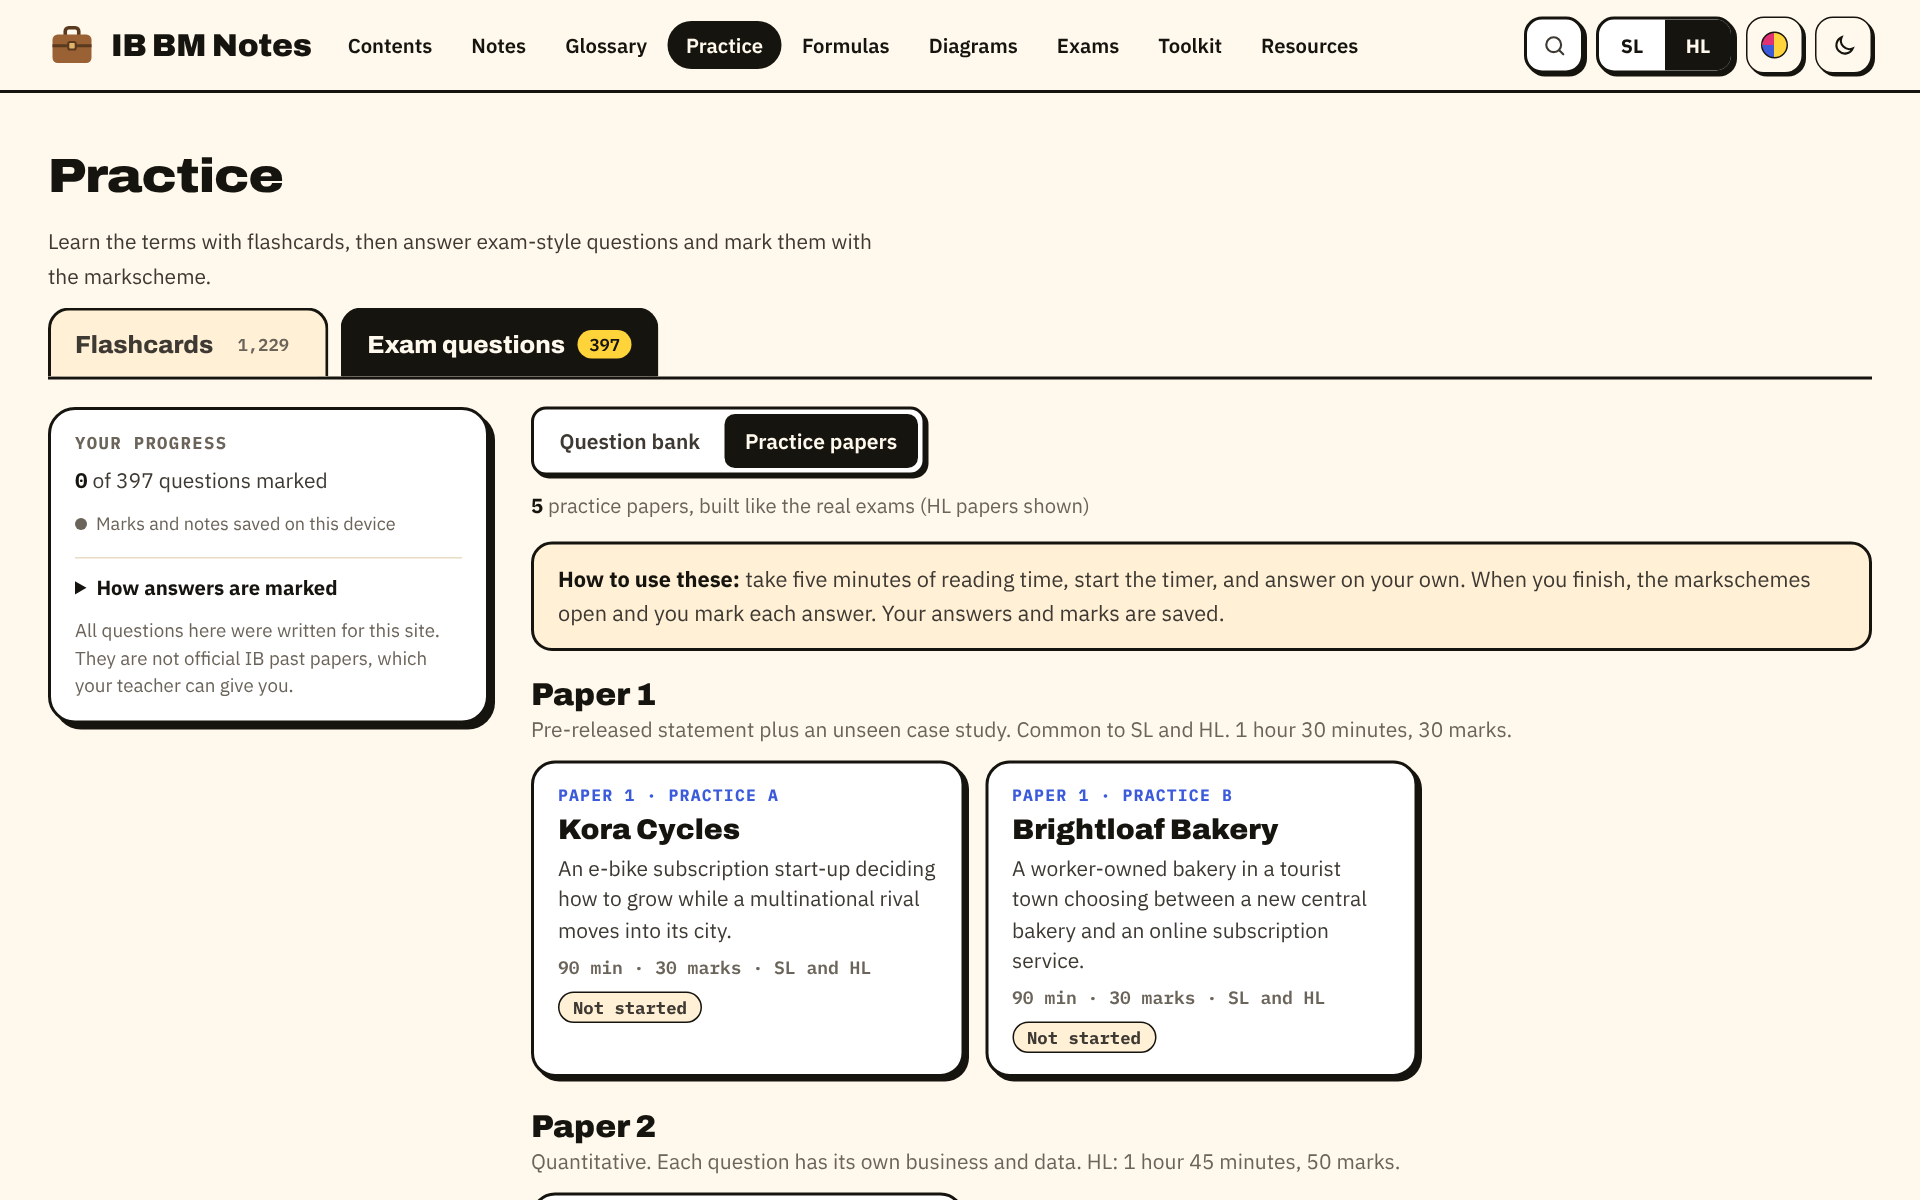 IB BM Notes
Contents
Notes
Glossary
Practice
Formulas
Diagrams
Exams
Toolkit
Resources
SL
HL
Practice
Learn the terms with flashcards, then answer exam-style questions and mark them with
the markscheme.
Flashcards 1,229
Exam questions 397
YOUR PROGRESS
0 of 397 questions marked
Marks and notes saved on this device
How answers are marked
All questions here were written for this site.
They are not official IB past papers, which
your teacher can give you.
Question bank
Practice papers
5 practice papers, built like the real exams (HL papers shown)
How to use these: take five minutes of reading time, start the timer, and answer on your own. When you finish, the markschemes
open and you mark each answer. Your answers and marks are saved.
Paper 1
Pre-released statement plus an unseen case study. Common to SL and HL. 1 hour 30 minutes, 30 marks.
PAPER 1 · PRACTICE A
Kora Cycles
An e-bike subscription start-up deciding
how to grow while a multinational rival
moves into its city.
90 min · 30 marks · SL and HL
Not started
PAPER 1 · PRACTICE B
Brightloaf Bakery
A worker-owned bakery in a tourist
town choosing between a new central
bakery and an online subscription
service.
90 min · 30 marks · SL and HL
Not started
Paper 2
Quantitative. Each question has its own business and data. HL: 1 hour 45 minutes, 50 marks.